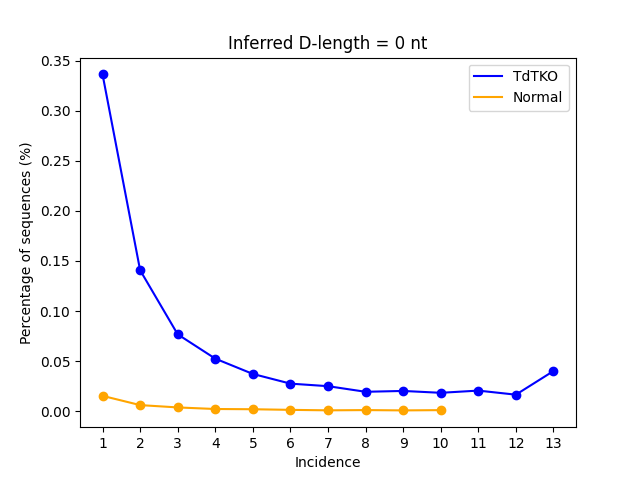 Inferred D-length = 0 nt
TdTKO
Normal
Percentage of sequences (%)
0.35
0.30
0.25
0.20
0.15
0.10
0.05
0.00
1 2 3 4 5 6 7 8 9 10 11 12 13
Incidence